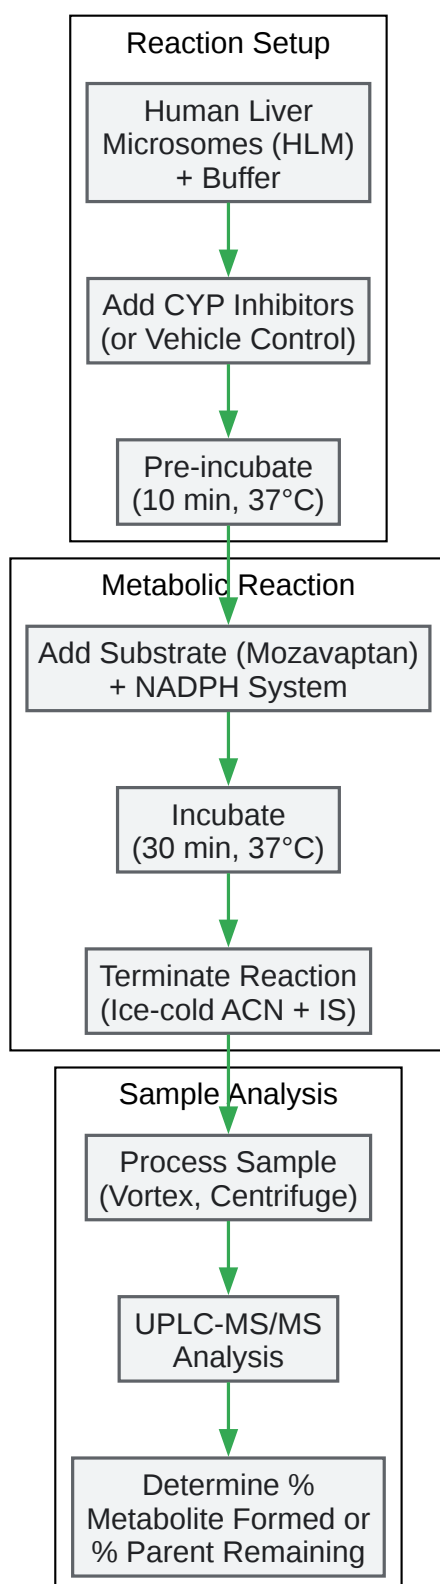 Reaction Setup
Human Liver
Microsomes (HLM)
+ Buffer
Add CYP Inhibitors
(or Vehicle Control)
Pre-incubate
(10 min, 37°C)
Metabolic Reaction
Add Substrate (Mozavaptan)
+ NADPH System
Incubate
(30 min, 37°C)
Terminate Reaction
(Ice-cold ACN + IS)
Sample Analysis
Process Sample
(Vortex, Centrifuge)
UPLC-MS/MS
Analysis
Determine %
Metabolite Formed or
% Parent Remaining